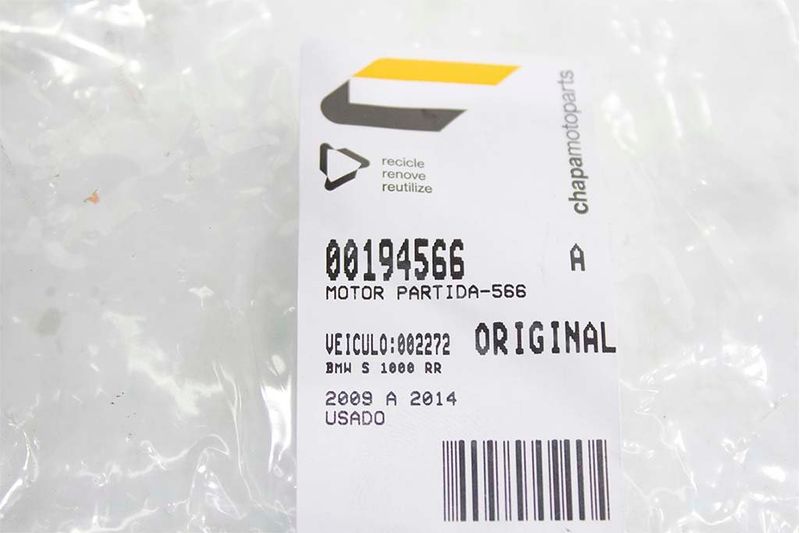 chapamotoparts
recicle
renove
reutilize
00194566 A
MOTOR PARTIDA-566
VEICULO:002272 ORIGINAL
BMW S 1000 RR
2009 A 2014
USADO